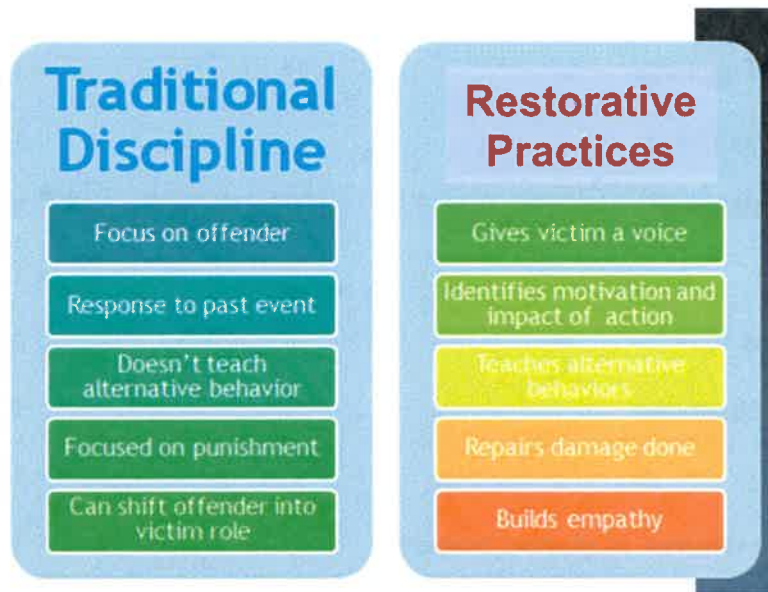 Traditional
Discipline
Focus on offender
Response to past event
Doesn't teach
alternative behavior
Focused on punishment
Can shift offender into
victim role
Restorative
Practices
Gives victim a voice
Identifies motivation and
impact of action
Teaches alternative
behaviors
Repairs damage done
Builds empathy